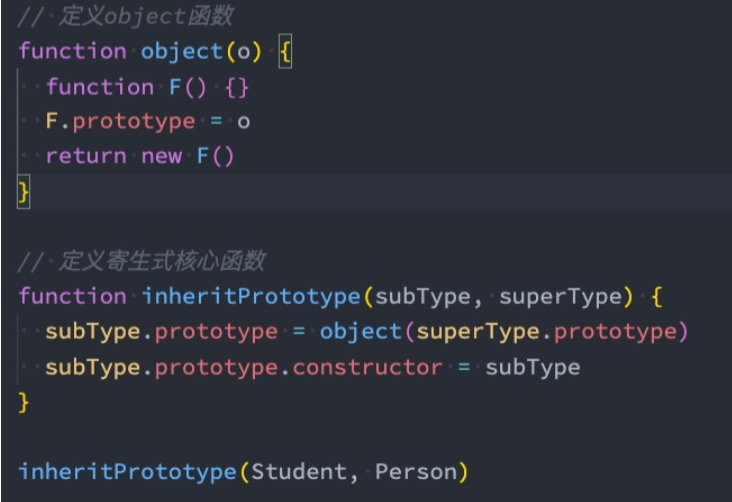 // 定义object函数
function object(o) {
  function F() {}
  F.prototype = o
  return new F()
}
// 定义寄生式核心函数
function inheritPrototype(subType, superType) {
  subType.prototype = object(superType.prototype)
  subType.prototype.constructor = subType
}
inheritPrototype(Student, Person)